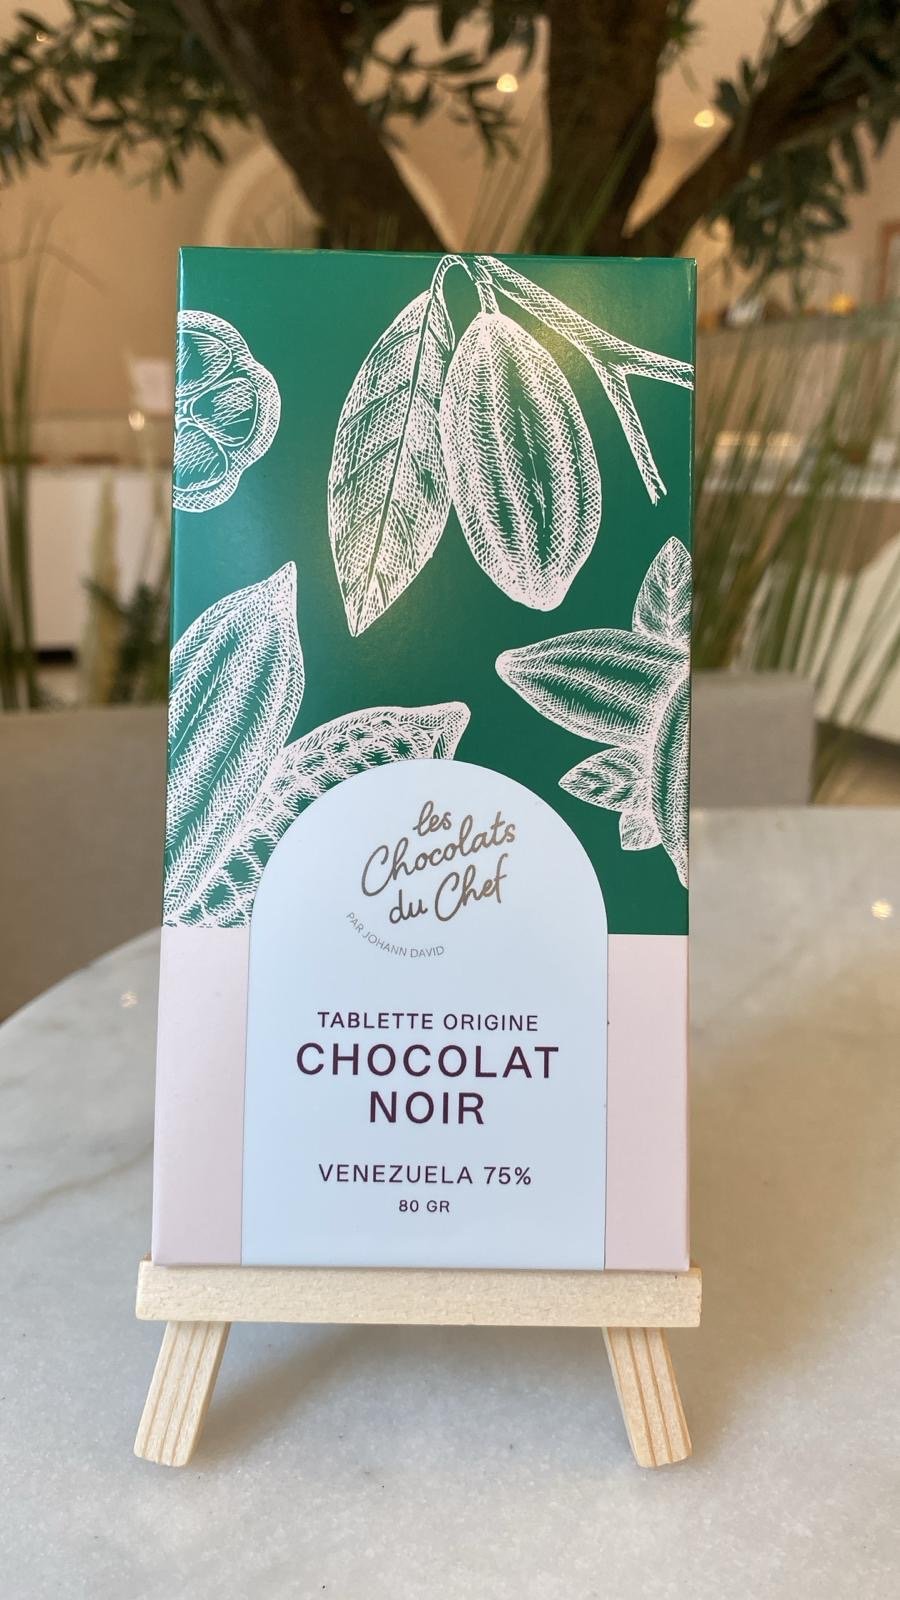 les
Chocolats
du Chef
PAR JOHANN DAVID
TABLETTE ORIGINE
CHOCOLAT
NOIR
VENEZUELA 75%
80 GR